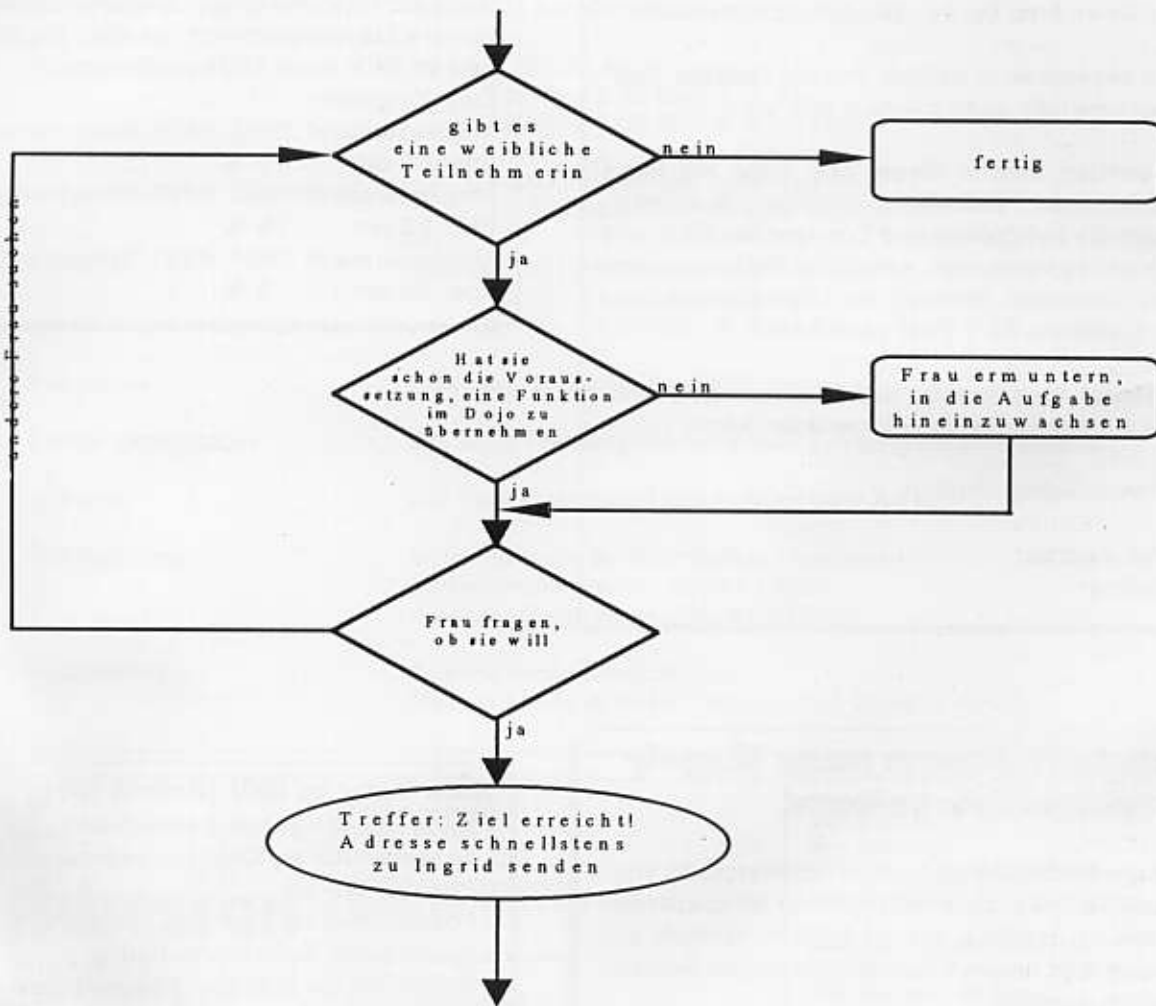 gibt es
eine weibliche
Teilnehmerin
nein
fertig
ja
Hat sie
schon die Voraus-
setzung, eine Funktion
im Dojo zu
übernehmen
nein
Frau ermuntern,
in die Aufgabe
hineinzuwachsen
ja
Frau fragen,
ob sie will
ja
Treffer: Ziel erreicht!
Adresse schnellstens
zu Ingrid senden